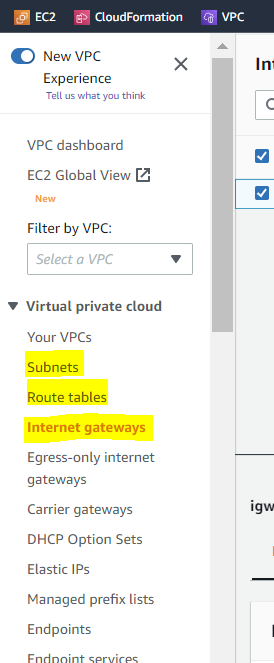 EC2 CloudFormation VPC
New VPC
Experience
Tell us what you think
VPC dashboard
EC2 Global View
New
Filter by VPC:
Select a VPC
Virtual private cloud
Your VPCs
Subnets
Route tables
Internet gateways
Egress-only internet
gateways
Carrier gateways
DHCP Option Sets
Elastic IPs
Managed prefix lists
Endpoints
Endpoint services
igw